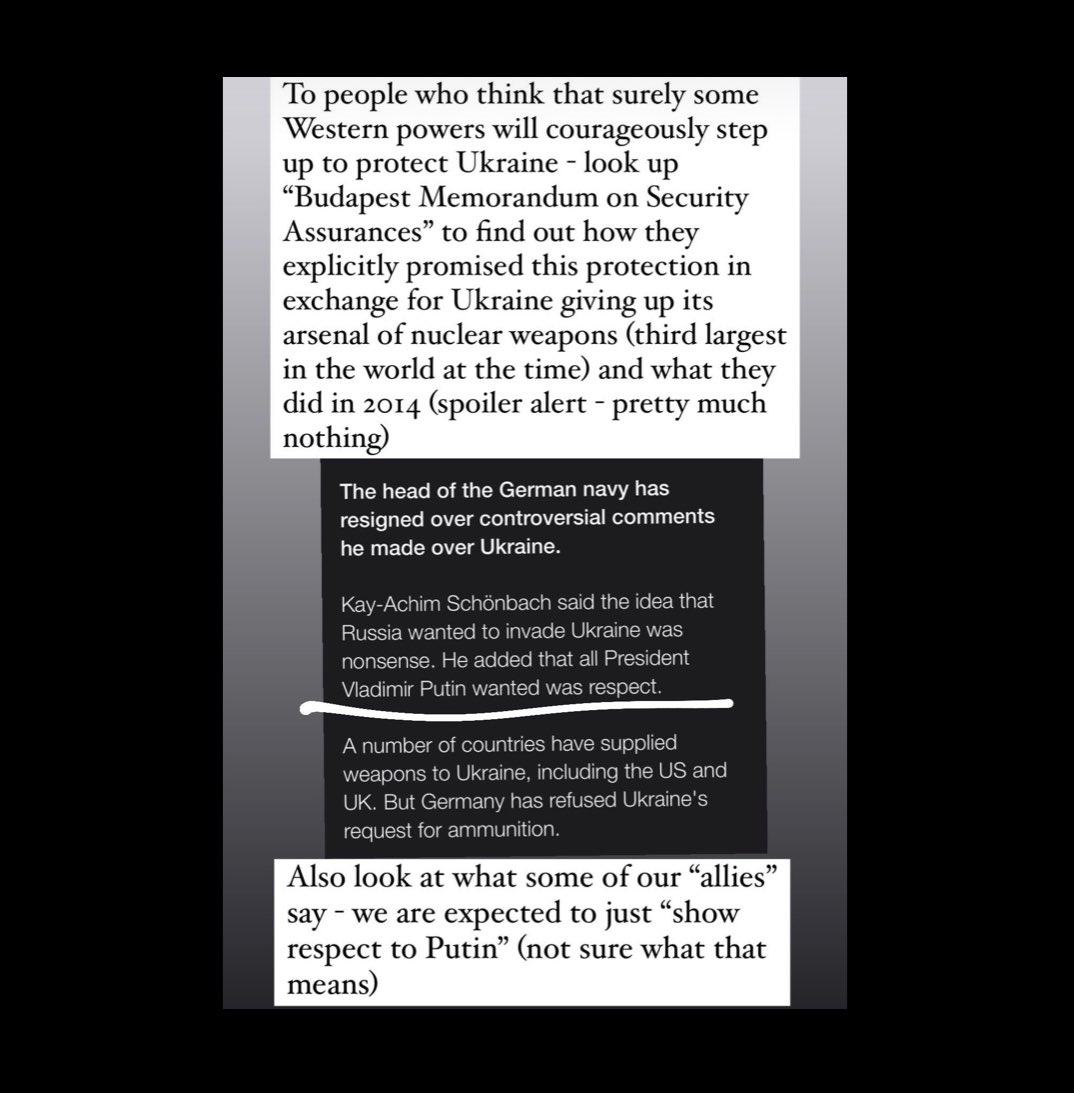 To people who think that surely some
Western powers will courageously step
up to protect Ukraine - look up
“Budapest Memorandum on Security
Assurances” to find out how they
explicitly promised this protection in
exchange for Ukraine giving up its
arsenal of nuclear weapons (third largest
in the world at the time) and what they
did in 2014 (spoiler alert - pretty much
nothing)
The head of the German navy has
resigned over controversial comments
he made over Ukraine.
Kay-Achim Schönbach said the idea that
Russia wanted to invade Ukraine was
nonsense. He added that all President
Vladimir Putin wanted was respect.
A number of countries have supplied
weapons to Ukraine, including the US and
UK. But Germany has refused Ukraine's
request for ammunition.
Also look at what some of our “allies”
say - we are expected to just “show
respect to Putin” (not sure what that
means)